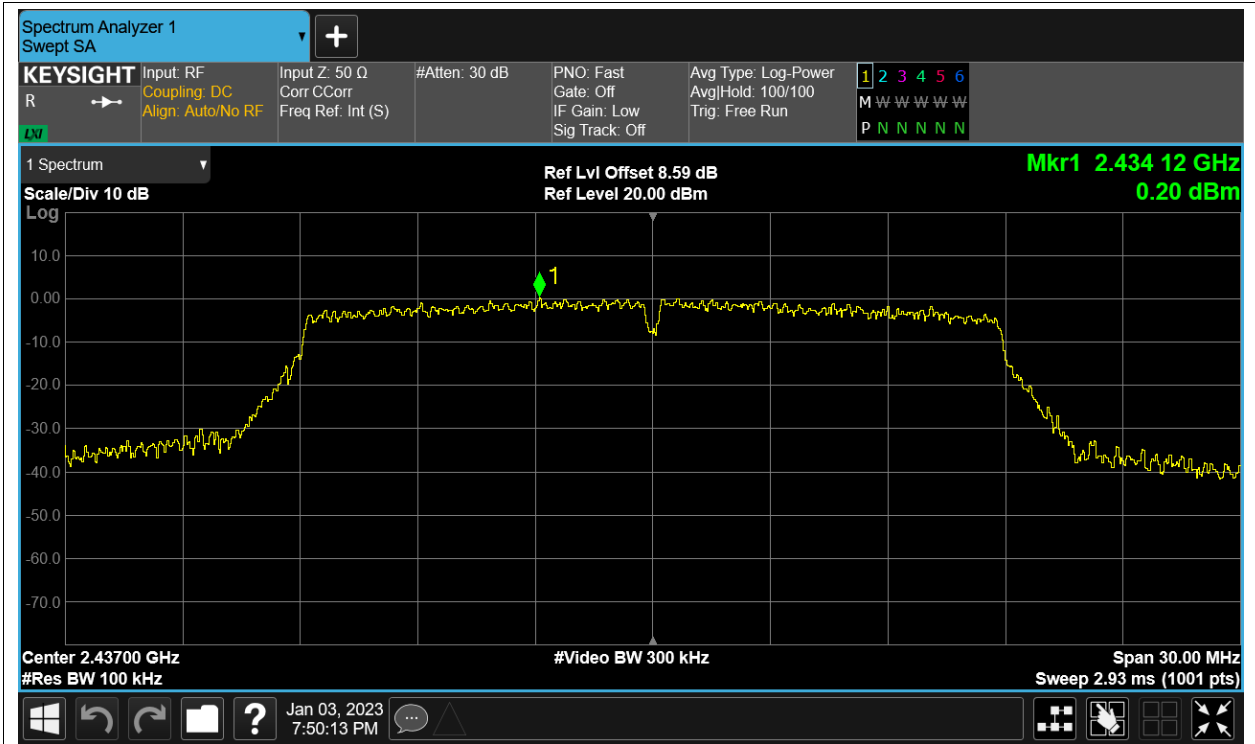 Spectrum Analyzer 1
Swept SA
KEYSIGHT
R
LXI
Input: RF
Coupling: DC
Align: Auto/No RF
Input Z: 50 Ω
Corr CCorr
Freq Ref: Int (S)
#Atten: 30 dB
PNO: Fast
Gate: Off
IF Gain: Low
Sig Track: Off
Avg Type: Log-Power
Avg|Hold: 100/100
Trig: Free Run
1 2 3 4 5 6
M W W W W W
P N N N N N
1 Spectrum
Scale/Div 10 dB
Log
Ref Lvl Offset 8.59 dB
Ref Level 20.00 dBm
Mkr1 2.434 12 GHz
0.20 dBm
1
10.0
0.00
-10.0
-20.0
-30.0
-40.0
-50.0
-60.0
-70.0
Center 2.43700 GHz
#Video BW 300 kHz
Span 30.00 MHz
#Res BW 100 kHz
Sweep 2.93 ms (1001 pts)
?
Jan 03, 2023
7:50:13 PM